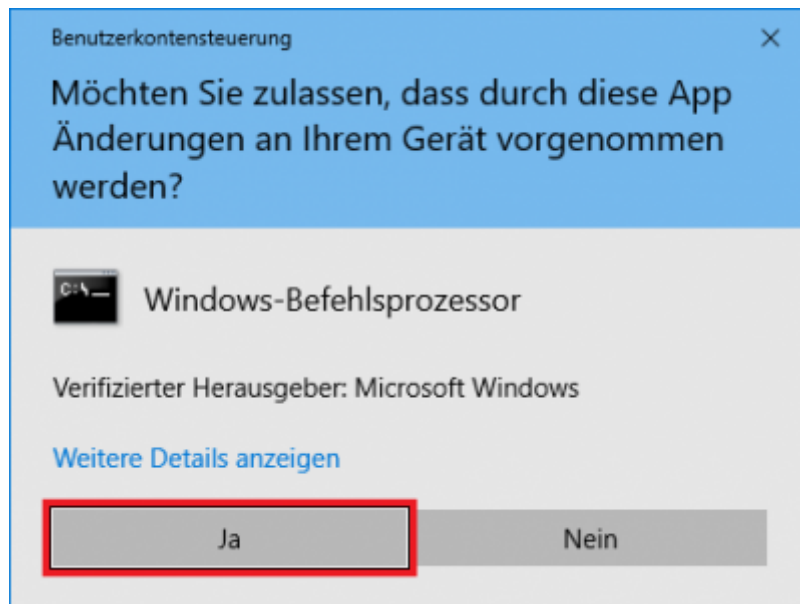 Benutzerkontensteuerung
Möchten Sie zulassen, dass durch diese App
Änderungen an Ihrem Gerät vorgenommen
werden?
C:\_
Windows-Befehlsprozessor
Verifizierter Herausgeber: Microsoft Windows
Weitere Details anzeigen
Ja
Nein